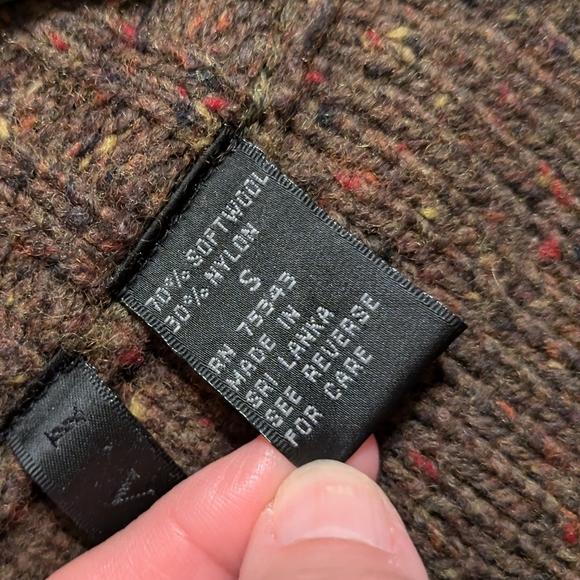 70% SOFTWOOL
30% NYLON
S
RN 75345
MADE IN
SRI LANKA
SEE REVERSE
FOR CARE